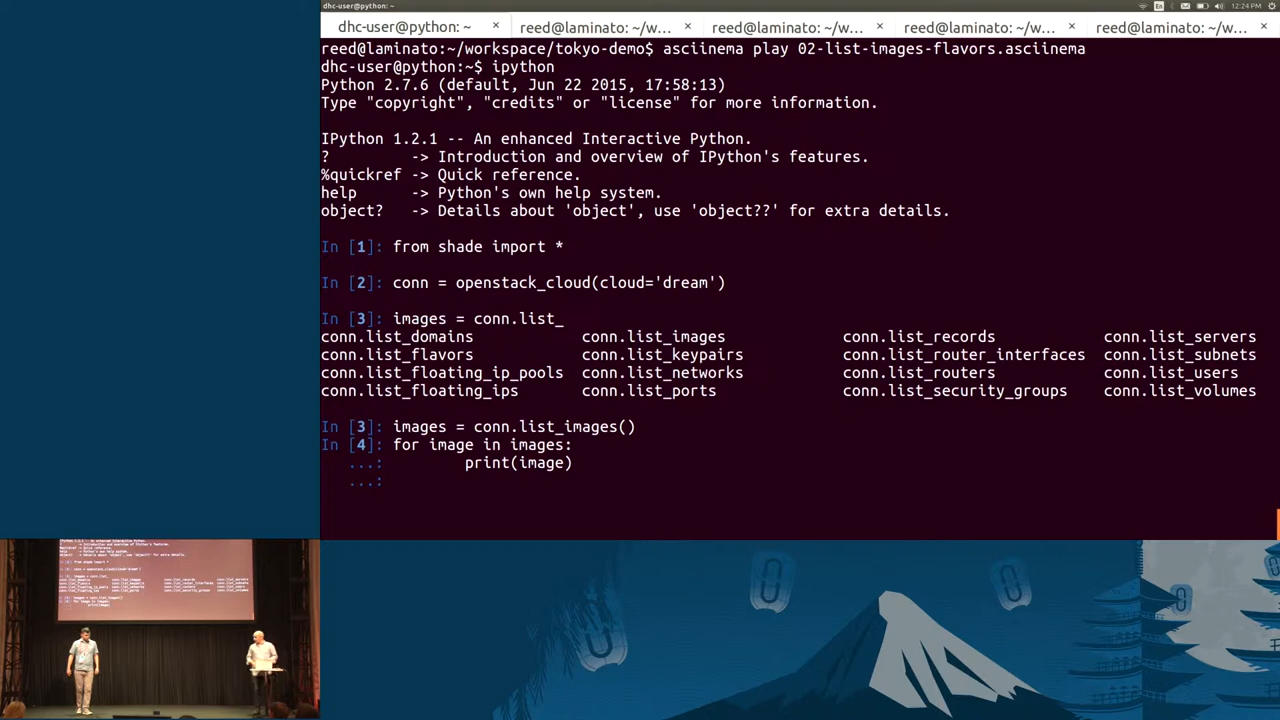 dhc-user@python: ~
En
12:24 PM
dhc-user@python: ~ × reed@laminato: ~/w... × reed@laminato: ~/w... × reed@laminato: ~/w... × reed@laminato: ~/w... ×
reed@laminato:~/workspace/tokyo-demo$ asciinema play 02-list-images-flavors.asciinema
dhc-user@python:~$ ipython
Python 2.7.6 (default, Jun 22 2015, 17:58:13)
Type "copyright", "credits" or "license" for more information.
IPython 1.2.1 -- An enhanced Interactive Python.
? -> Introduction and overview of IPython's features.
%quickref -> Quick reference.
help -> Python's own help system.
object? -> Details about 'object', use 'object??' for extra details.
In [1]: from shade import *
In [2]: conn = openstack_cloud(cloud='dream')
In [3]: images = conn.list_
conn.list_domains conn.list_images conn.list_records conn.list_servers
conn.list_flavors conn.list_keypairs conn.list_router_interfaces conn.list_subnets
conn.list_floating_ip_pools conn.list_networks conn.list_routers conn.list_users
conn.list_floating_ips conn.list_ports conn.list_security_groups conn.list_volumes
In [3]: images = conn.list_images()
In [4]: for image in images:
...: print(image)
...: